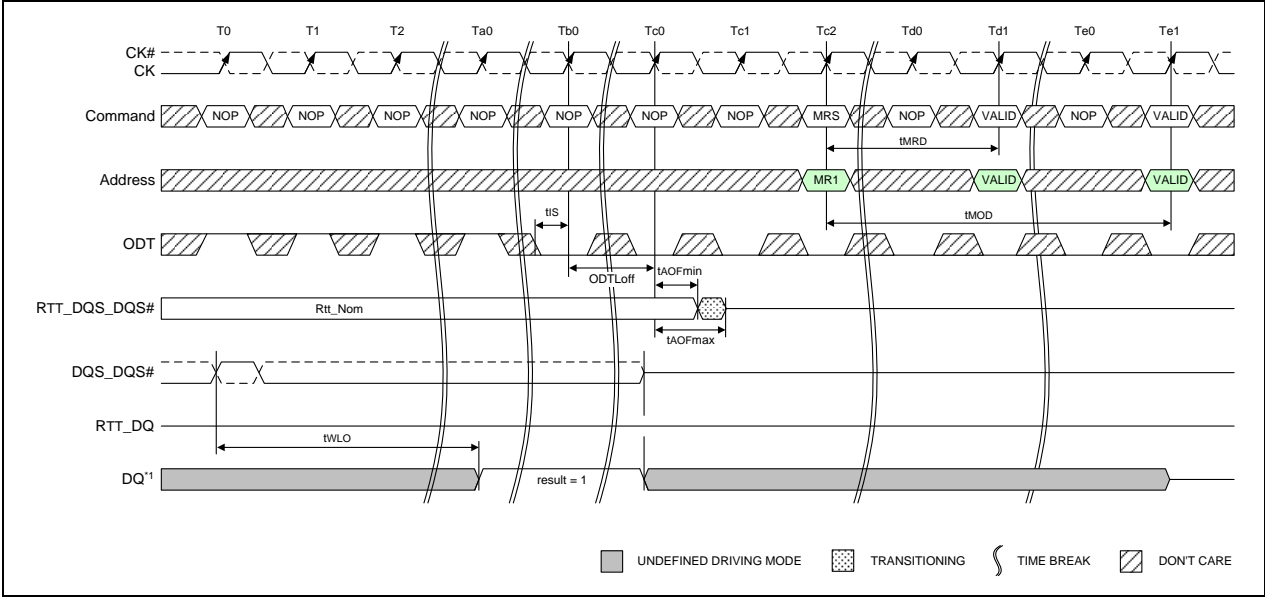 T0 T1 T2 Ta0 Tb0 Tc0 Tc1 Tc2 Td0 Td1 Te0 Te1
CK#
CK
Command NOP NOP NOP NOP NOP NOP NOP MRS NOP VALID NOP VALID
tMRD
Address MR1 VALID VALID
tIS
tMOD
ODT
ODTLoff
tAOFmin
RTT_DQS_DQS# Rtt_Nom
tAOFmax
DQS_DQS#
RTT_DQ
tWLO
DQ*1 result = 1
UNDEFINED DRIVING MODE TRANSITIONING TIME BREAK DON'T CARE